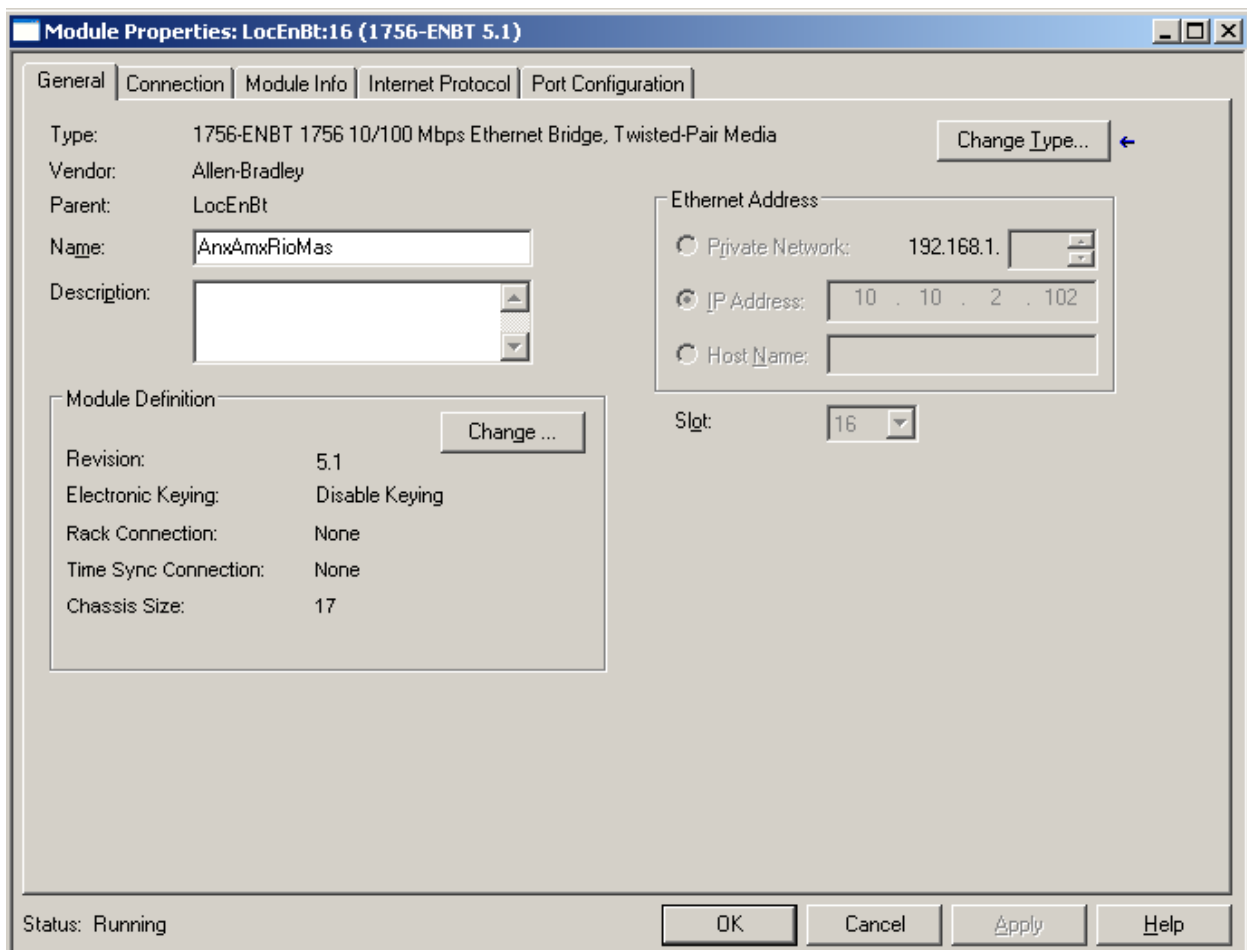 Module Properties: LocEnBt:16 (1756-ENBT 5.1)
General Connection Module Info Internet Protocol Port Configuration
Type: 1756-ENBT 1756 10/100 Mbps Ethernet Bridge, Twisted-Pair Media Change Type...
Vendor: Allen-Bradley
Parent: LocEnBt
Name: AnxAmxRioMas
Description:
Ethernet Address
Private Network: 192.168.1.
IP Address: 10 . 10 . 2 . 102
Host Name:
Slot: 16
Module Definition
Change ...
Revision: 5.1
Electronic Keying: Disable Keying
Rack Connection: None
Time Sync Connection: None
Chassis Size: 17
Status: Running OK Cancel Apply Help